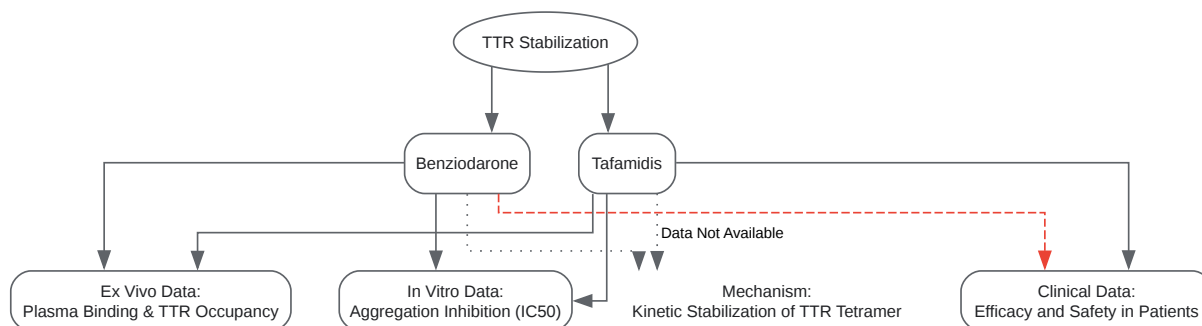 TTR Stabilization
Benziodarone
Tafamidis
Data Not Available
Ex Vivo Data:
Plasma Binding & TTR Occupancy
In Vitro Data:
Aggregation Inhibition (IC50)
Mechanism:
Kinetic Stabilization of TTR Tetramer
Clinical Data:
Efficacy and Safety in Patients